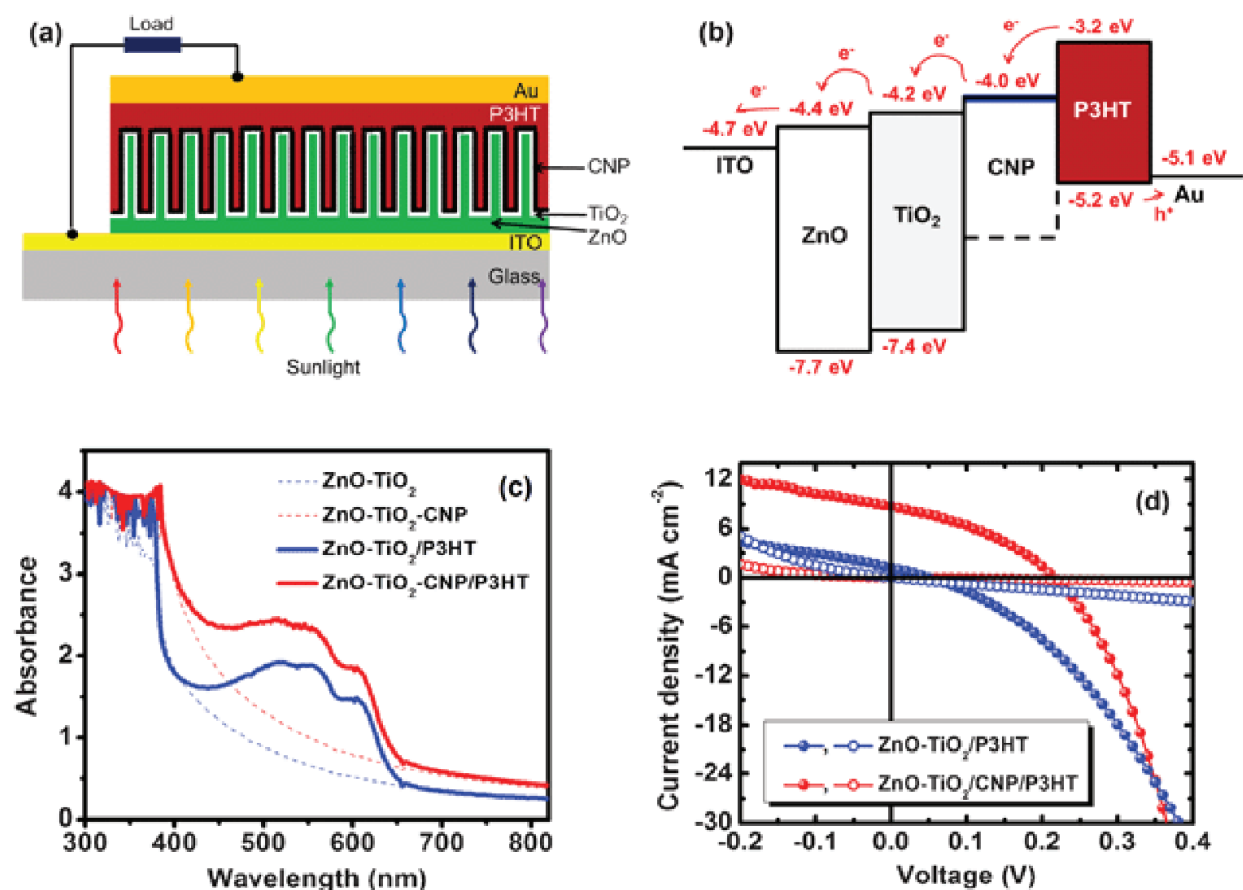 (a)
Load
Au
P3HT
CNP
TiO₂
ZnO
ITO
Glass
Sunlight
(b)
e⁻
e⁻
e⁻
-3.2 eV
-4.0 eV
-4.2 eV
-4.4 eV
-4.7 eV
ITO
ZnO
TiO₂
CNP
P3HT
-5.1 eV
Au
-5.2 eV
h⁺
-7.4 eV
-7.7 eV
(c)
ZnO-TiO₂
ZnO-TiO₂-CNP
ZnO-TiO₂/P3HT
ZnO-TiO₂-CNP/P3HT
Absorbance
4
3
2
1
0
300 400 500 600 700 800
Wavelength (nm)
(d)
Current density (mA cm⁻²)
12
6
0
-6
-12
-18
-24
-30
, ZnO-TiO₂/P3HT
, ZnO-TiO₂/CNP/P3HT
-0.2 -0.1 0.0 0.1 0.2 0.3 0.4
Voltage (V)